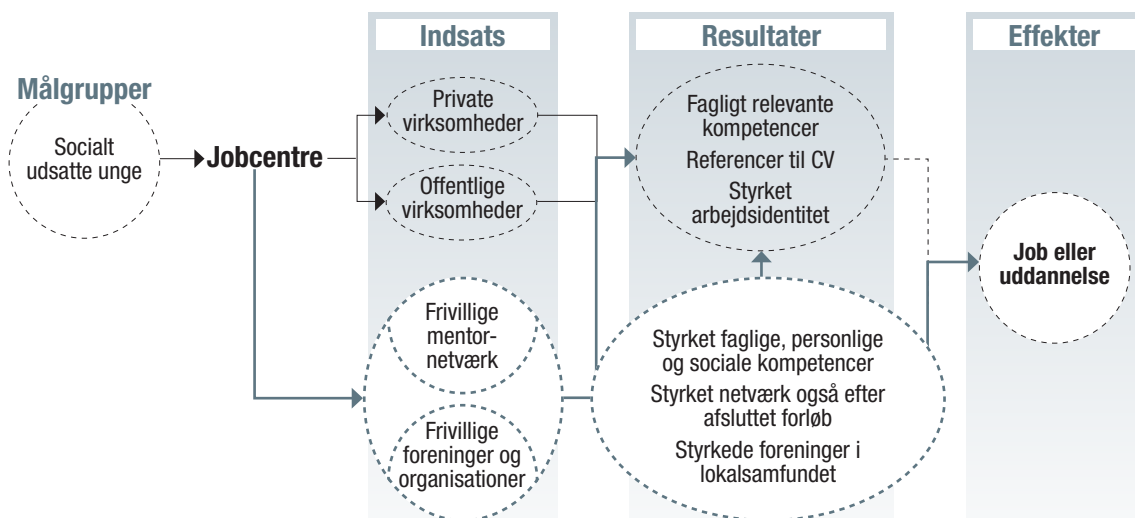 Målgrupper
Socialt
udsatte unge
Jobcentre
Indsats
Private
virksomheder
Offentlige
virksomheder
Frivillige
mentor-
netværk
Frivillige
foreninger og
organisationer
Resultater
Fagligt relevante
kompetencer
Referencer til CV
Styrket
arbejdsidentitet
Styrket faglige, personlige
og sociale kompetencer
Styrket netværk også efter
afsluttet forløb
Styrkede foreninger i
lokalsamfundet
Effekter
Job eller
uddannelse